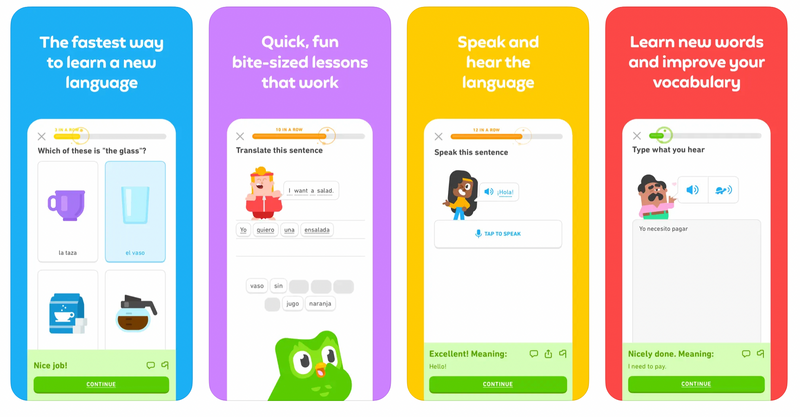 The fastest way
to learn a new
language
5 IN A ROW
Which of these is "the glass"?
la taza
el vaso
Nice job!
CONTINUE
Quick, fun
bite-sized lessons
that work
10 IN A ROW
Translate this sentence
I want a salad.
Yo quiero una ensalada
vaso sin
jugo naranja
Speak and
hear the
language
12 IN A ROW
Speak this sentence
¡Hola!
TAP TO SPEAK
Excellent! Meaning:
Hello!
CONTINUE
Learn new words
and improve your
vocabulary
Type what you hear
Yo necesito pagar
Nicely done. Meaning:
I need to pay.
CONTINUE